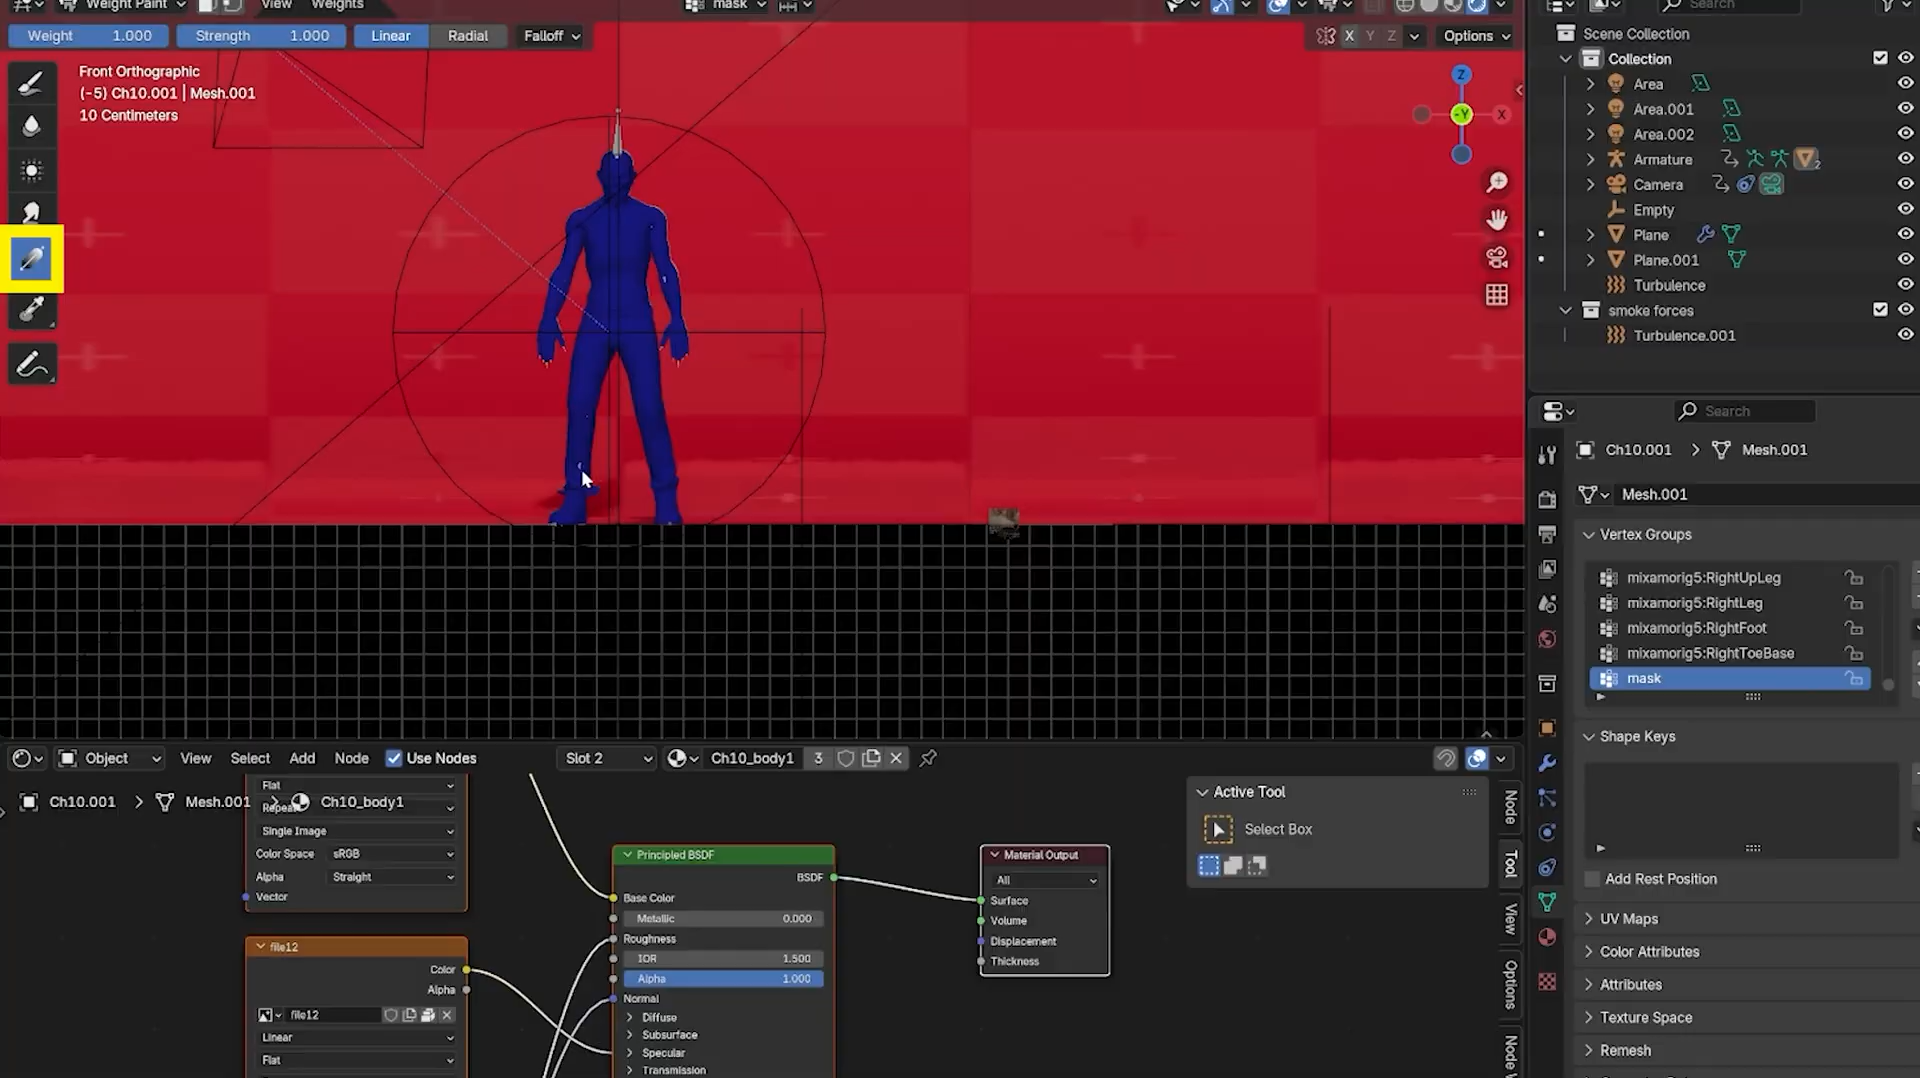 Weight Paint
View
Weights
mask
Weight 1.000
Strength 1.000
Linear
Radial
Falloff
X Y Z
Options
Front Orthographic
(-5) Ch10.001 | Mesh.001
10 Centimeters
Z
-Y
X
Search
Scene Collection
Collection
Area
Area.001
Area.002
Armature
2
Camera
Empty
Plane
Plane.001
Turbulence
smoke forces
Turbulence.001
Search
Ch10.001 > Mesh.001
Mesh.001
Vertex Groups
mixamorig5:RightUpLeg
mixamorig5:RightLeg
mixamorig5:RightFoot
mixamorig5:RightToeBase
mask
Shape Keys
Add Rest Position
UV Maps
Color Attributes
Attributes
Texture Space
Remesh
Object
View
Select
Add
Node
Use Nodes
Slot 2
Ch10_body1
3
Flat
Ch10.001 > Mesh.001 > Ch10_body1
Repeat
Single Image
Color Space sRGB
Alpha Straight
Vector
file12
Color
Alpha
file12
Linear
Flat
Principled BSDF
BSDF
Base Color
Metallic 0.000
Roughness
IOR 1.500
Alpha 1.000
Normal
Diffuse
Subsurface
Specular
Transmission
Material Output
All
Surface
Volume
Displacement
Thickness
Active Tool
Select Box
Node
Tool
View
Options